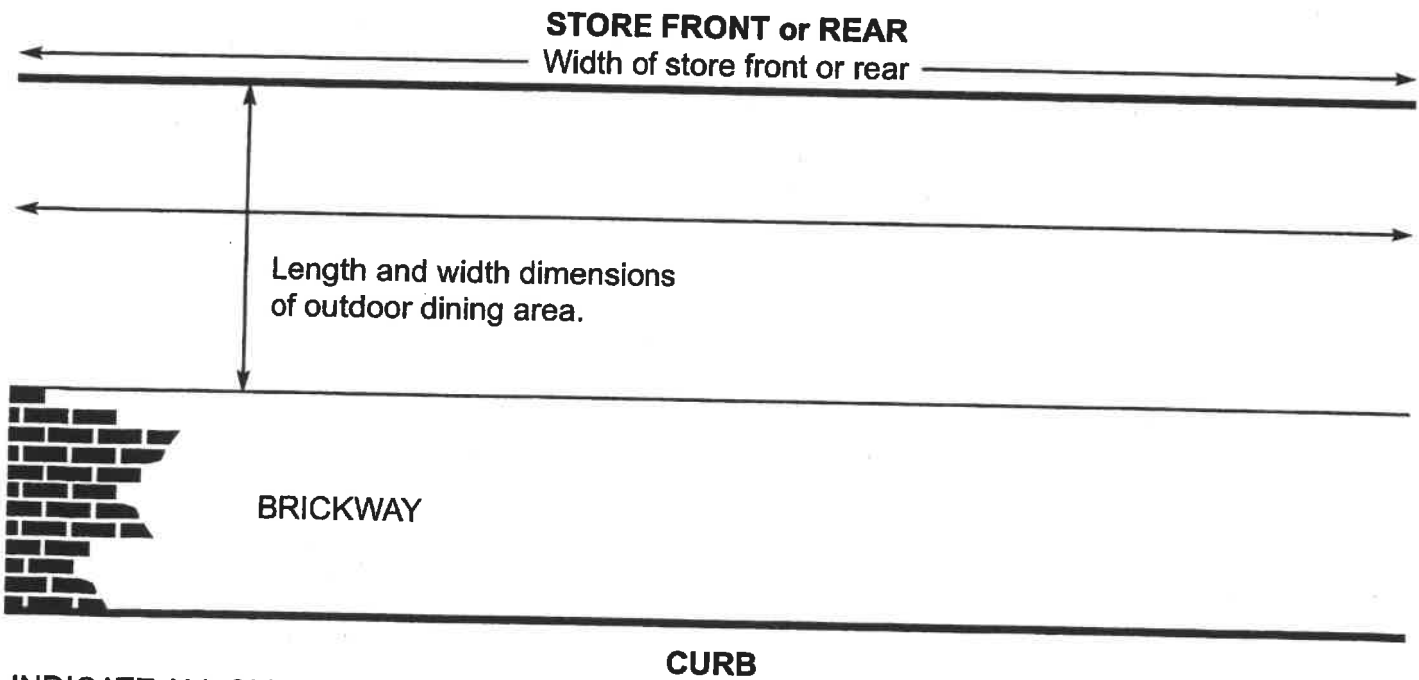 STORE FRONT or REAR
Width of store front or rear
Length and width dimensions
of outdoor dining area.
BRICKWAY
CURB